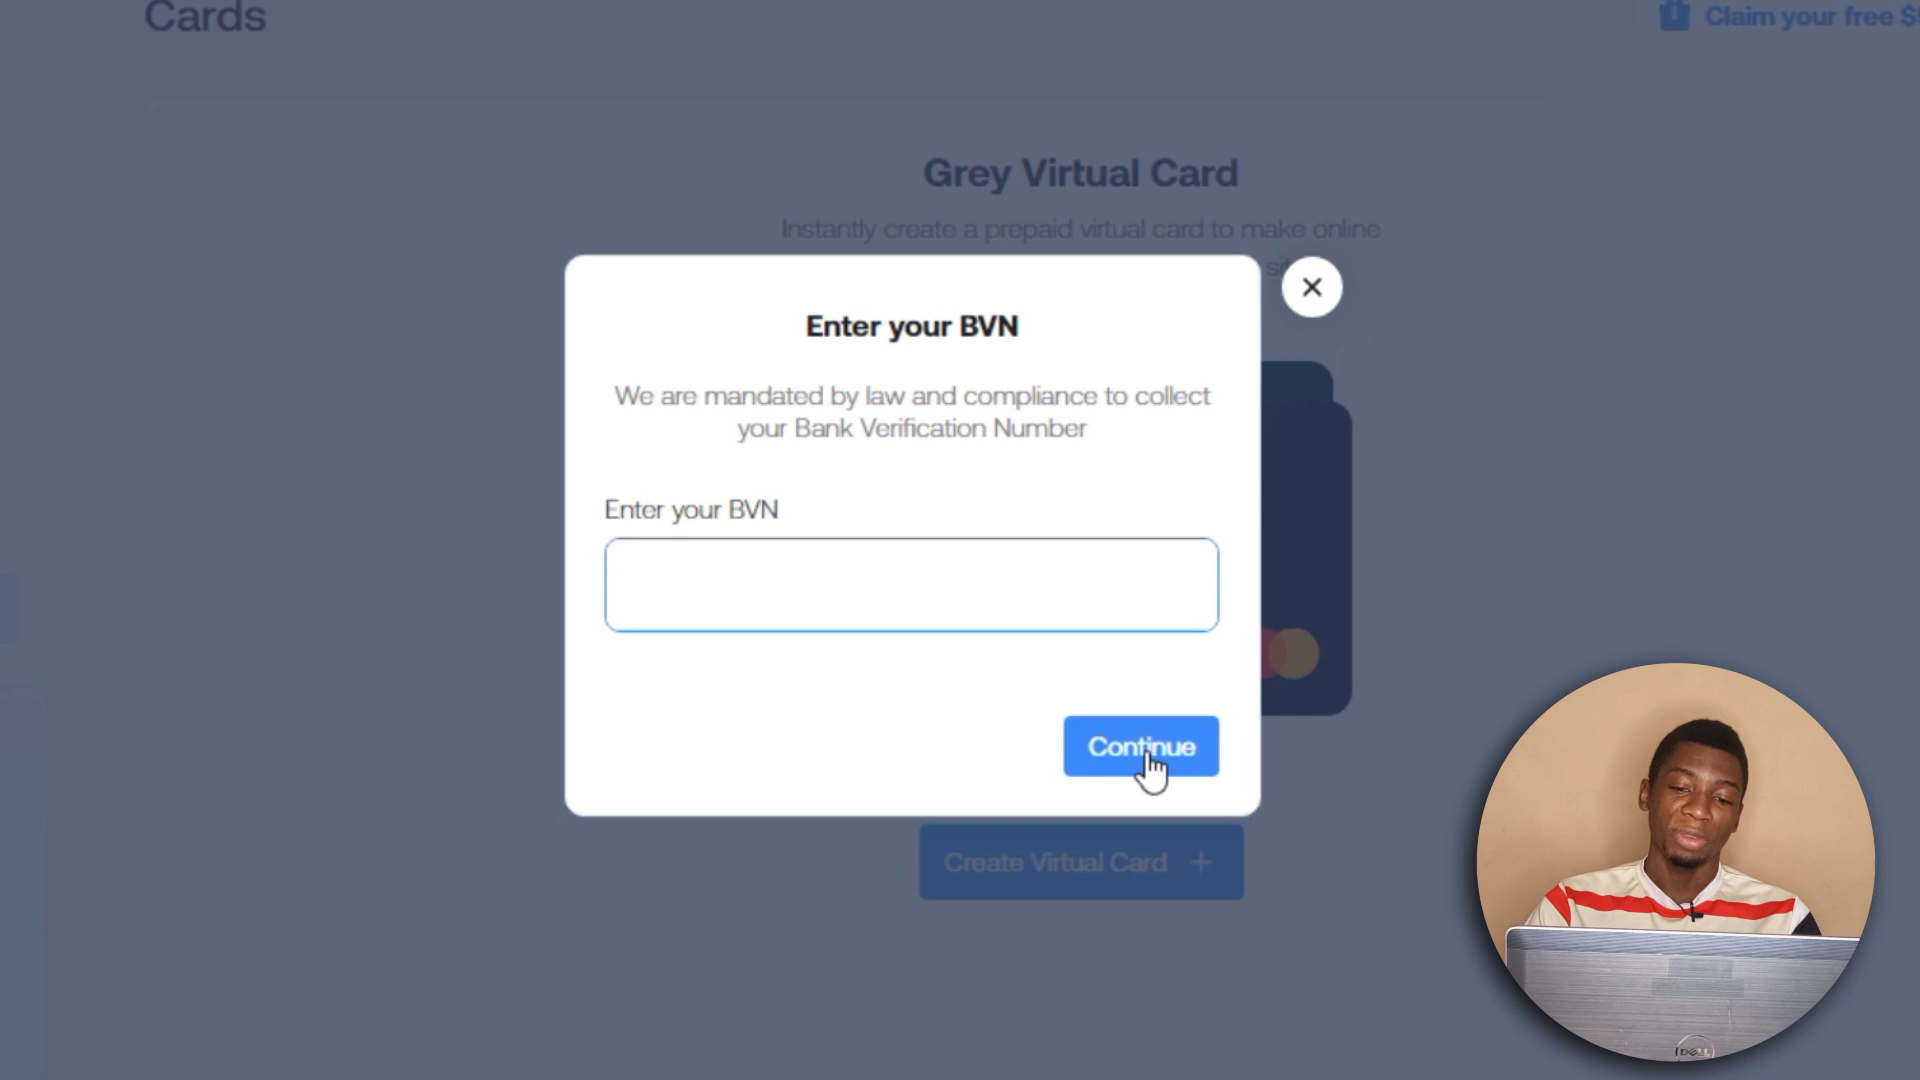 Cards
Claim your free
Grey Virtual Card
Instantly create a prepaid virtual card to make online
Enter your BVN
We are mandated by law and compliance to collect
your Bank Verification Number
Enter your BVN
Continue
Create Virtual Card +
DELL